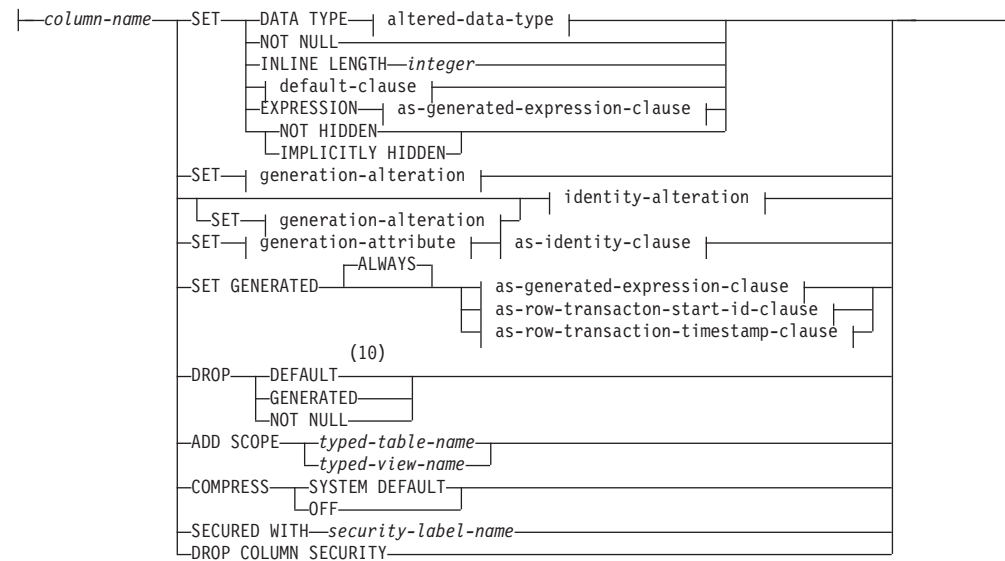 column-name SET DATA TYPE altered-data-type
NOT NULL
INLINE LENGTH integer
default-clause
EXPRESSION as-generated-expression-clause
NOT HIDDEN
IMPLICITLY HIDDEN
SET generation-alteration
identity-alteration
SET generation-alteration
SET generation-attribute as-identity-clause
ALWAYS
SET GENERATED as-generated-expression-clause
as-row-transacton-start-id-clause
as-row-transaction-timestamp-clause
(10)
DROP DEFAULT
GENERATED
NOT NULL
ADD SCOPE typed-table-name
typed-view-name
COMPRESS SYSTEM DEFAULT
OFF
SECURED WITH security-label-name
DROP COLUMN SECURITY